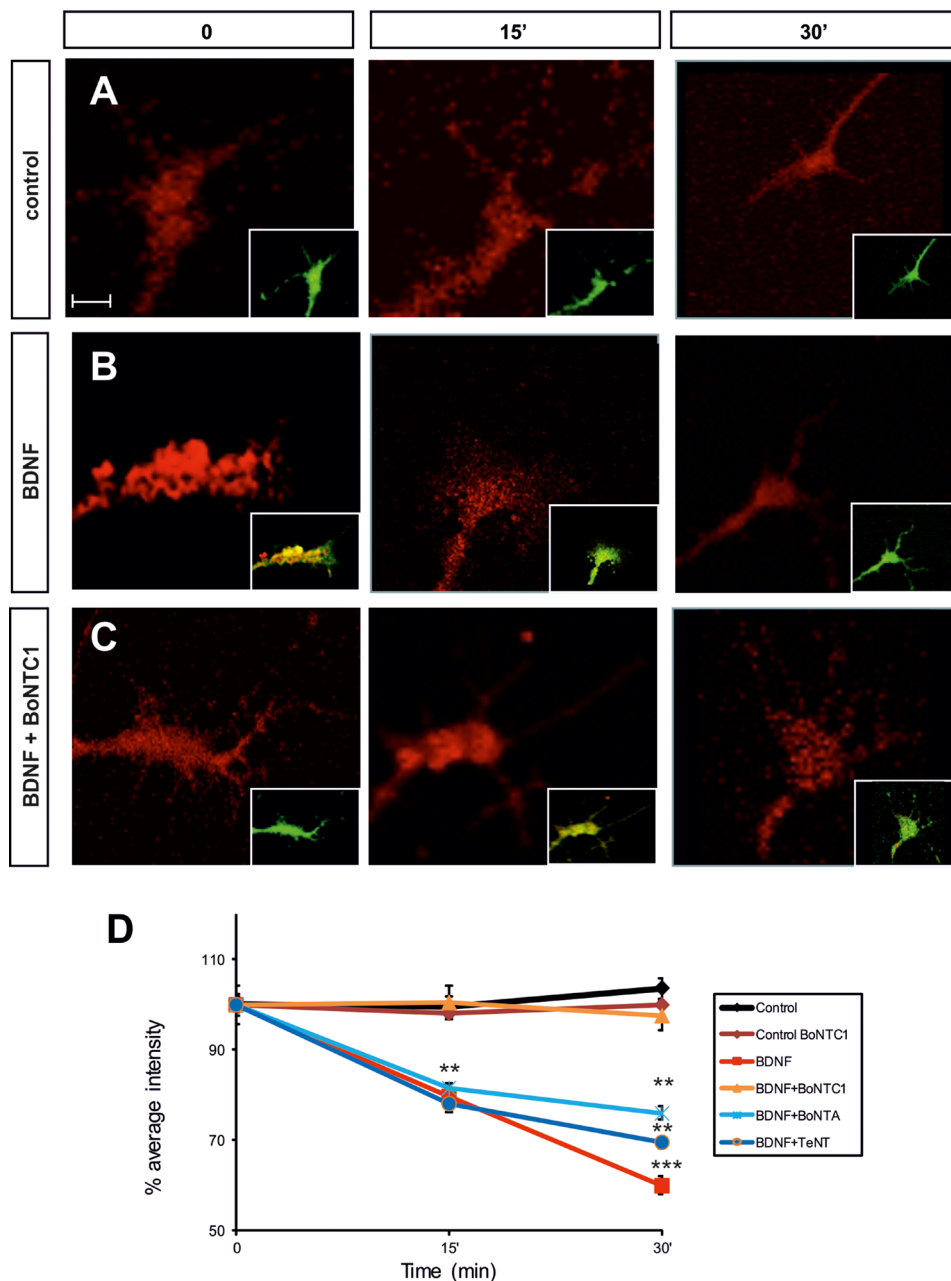 0 15’ 30’
control
A
BDNF
B
BDNF + BoNTC1
C
D
110
90
70
50
% average intensity
** **
**
***
0 15' 30'
Time (min)
Control
Control BoNTC1
BDNF
BDNF+BoNTC1
BDNF+BoNTA
BDNF+TeNT